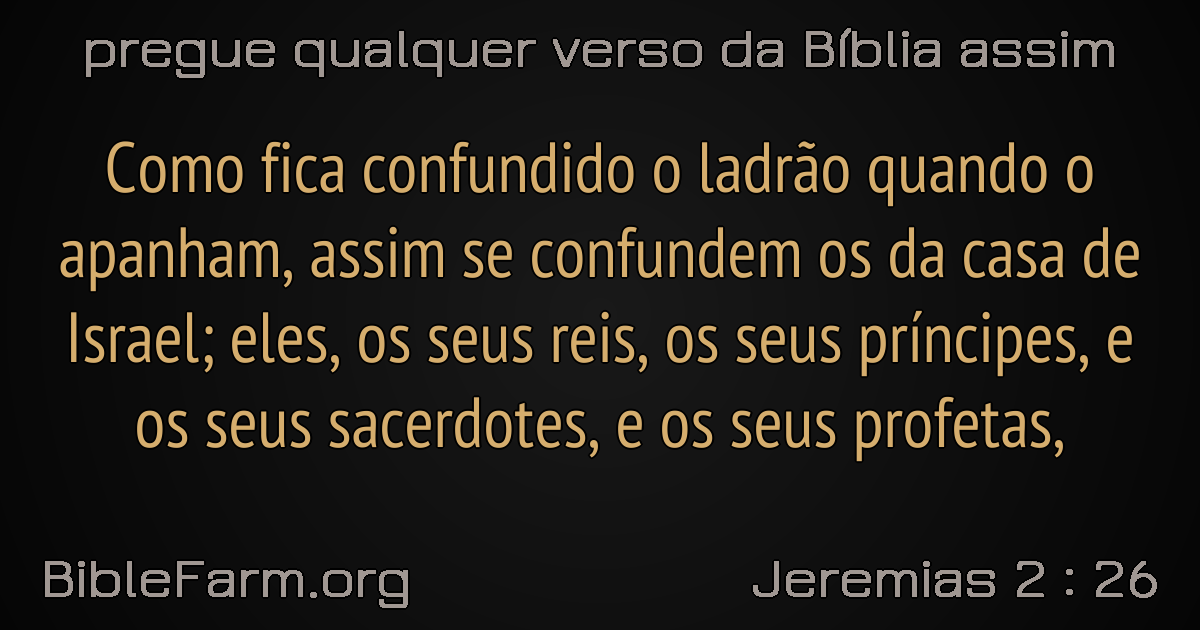 pregue qualquer verso da Bíblia assim
Como fica confundido o ladrão quando o
apanham, assim se confundem os da casa de
Israel; eles, os seus reis, os seus príncipes, e
os seus sacerdotes, e os seus profetas,
BibleFarm.org
Jeremias 2 : 26